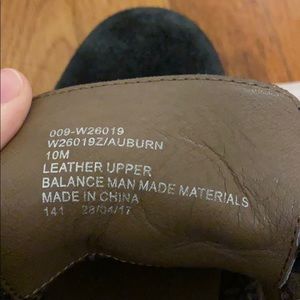 009-W26019
W26019Z/AUBURN
10M
LEATHER UPPER
BALANCE MAN MADE MATERIALS
MADE IN CHINA
141 28/04/17